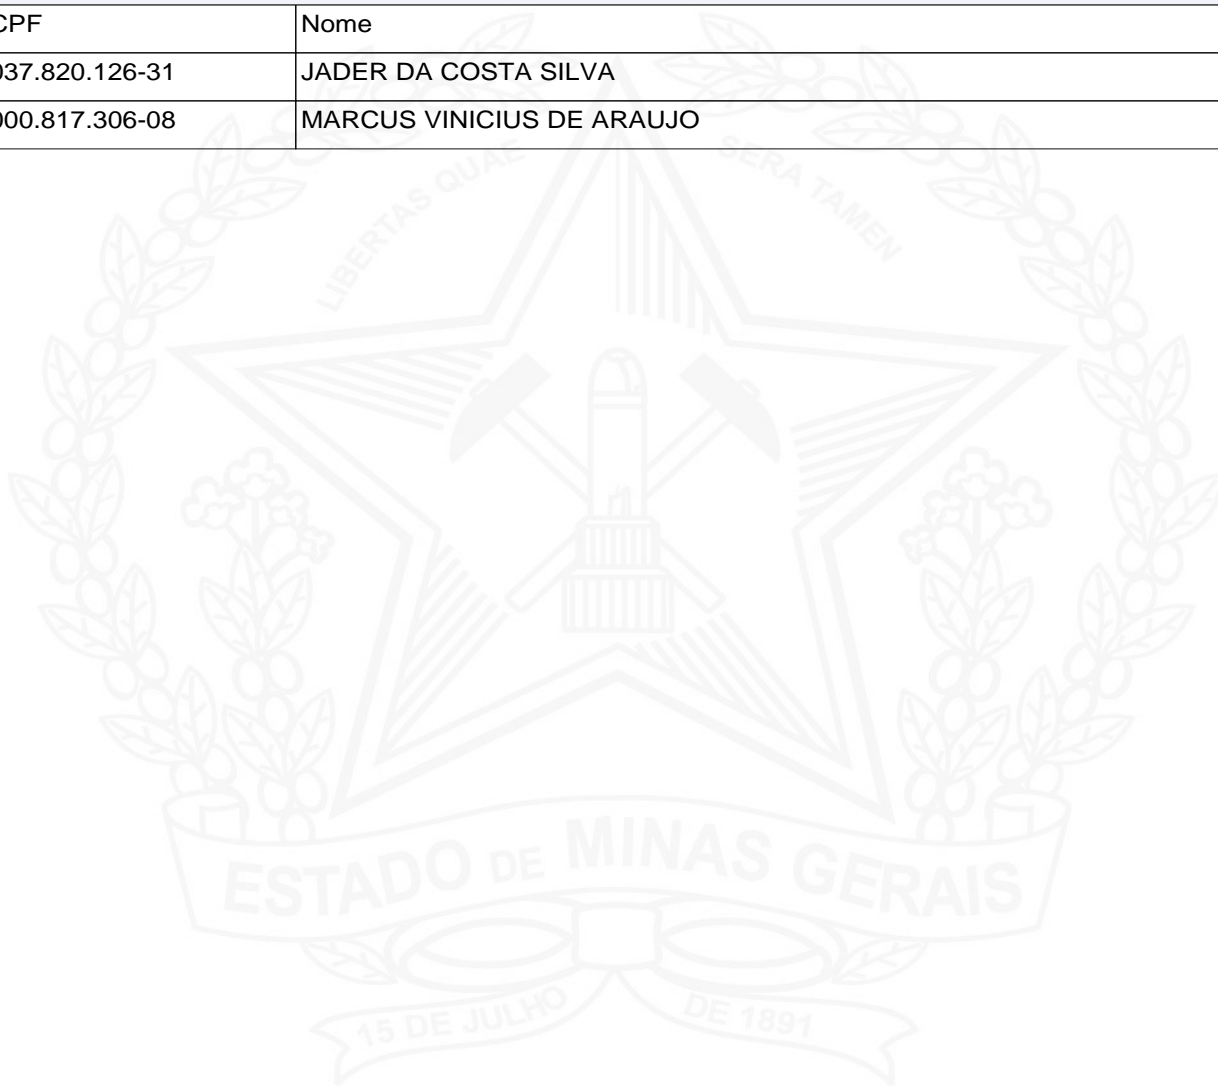 CPF Nome
037.820.126-31 JADER DA COSTA SILVA
000.817.306-08 MARCUS VINICIUS DE ARAUJO
LIBERTAS QUAE SERA TAMEN
ESTADO DE MINAS GERAIS
15 DE JULHO DE 1891